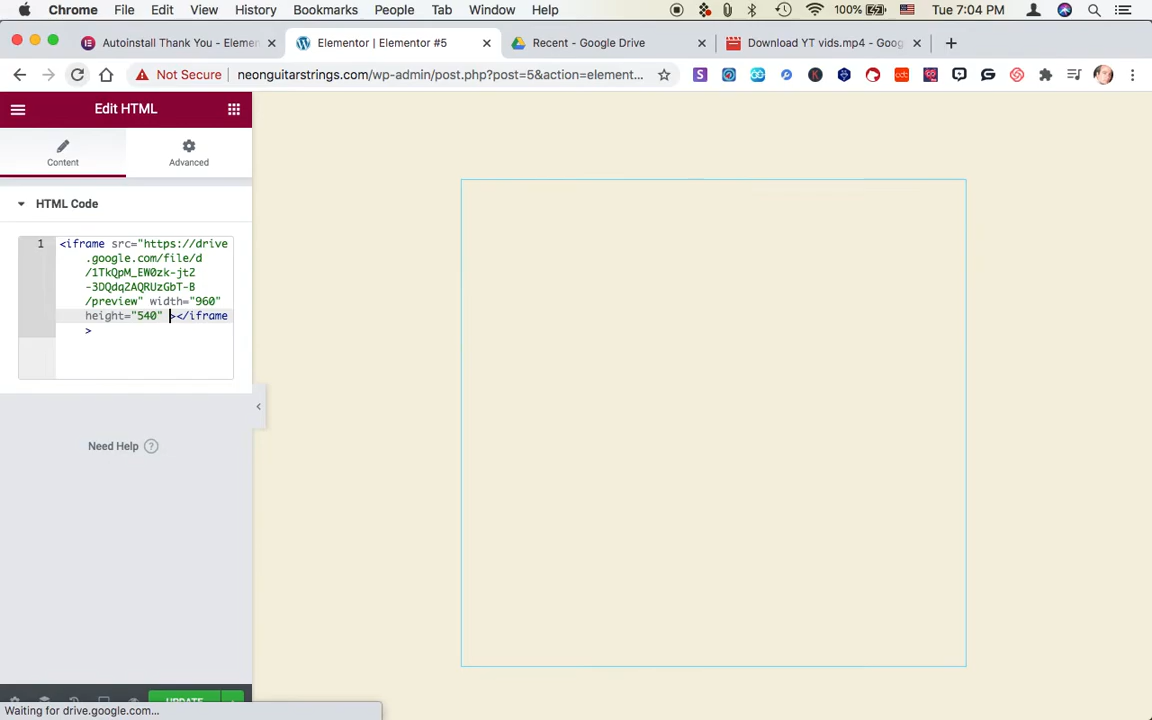 Chrome File Edit View History Bookmarks People Tab Window Help 100% Tue 7:04 PM
Autoinstall Thank You - Elemen
Elementor | Elementor #5
Recent - Google Drive
Download YT vids.mp4 - Goog
Not Secure neonguitarstrings.com/wp-admin/post.php?post=5&action=element...
Edit HTML
Content Advanced
HTML Code
1 <iframe src="https://drive
.google.com/file/d
/1TkQpM_EW0zk-jt2
-3DQdq2AQRUzGbT-B
/preview" width="960"
height="540" ></iframe
>
Need Help ?
UPDATE
Waiting for drive.google.com...